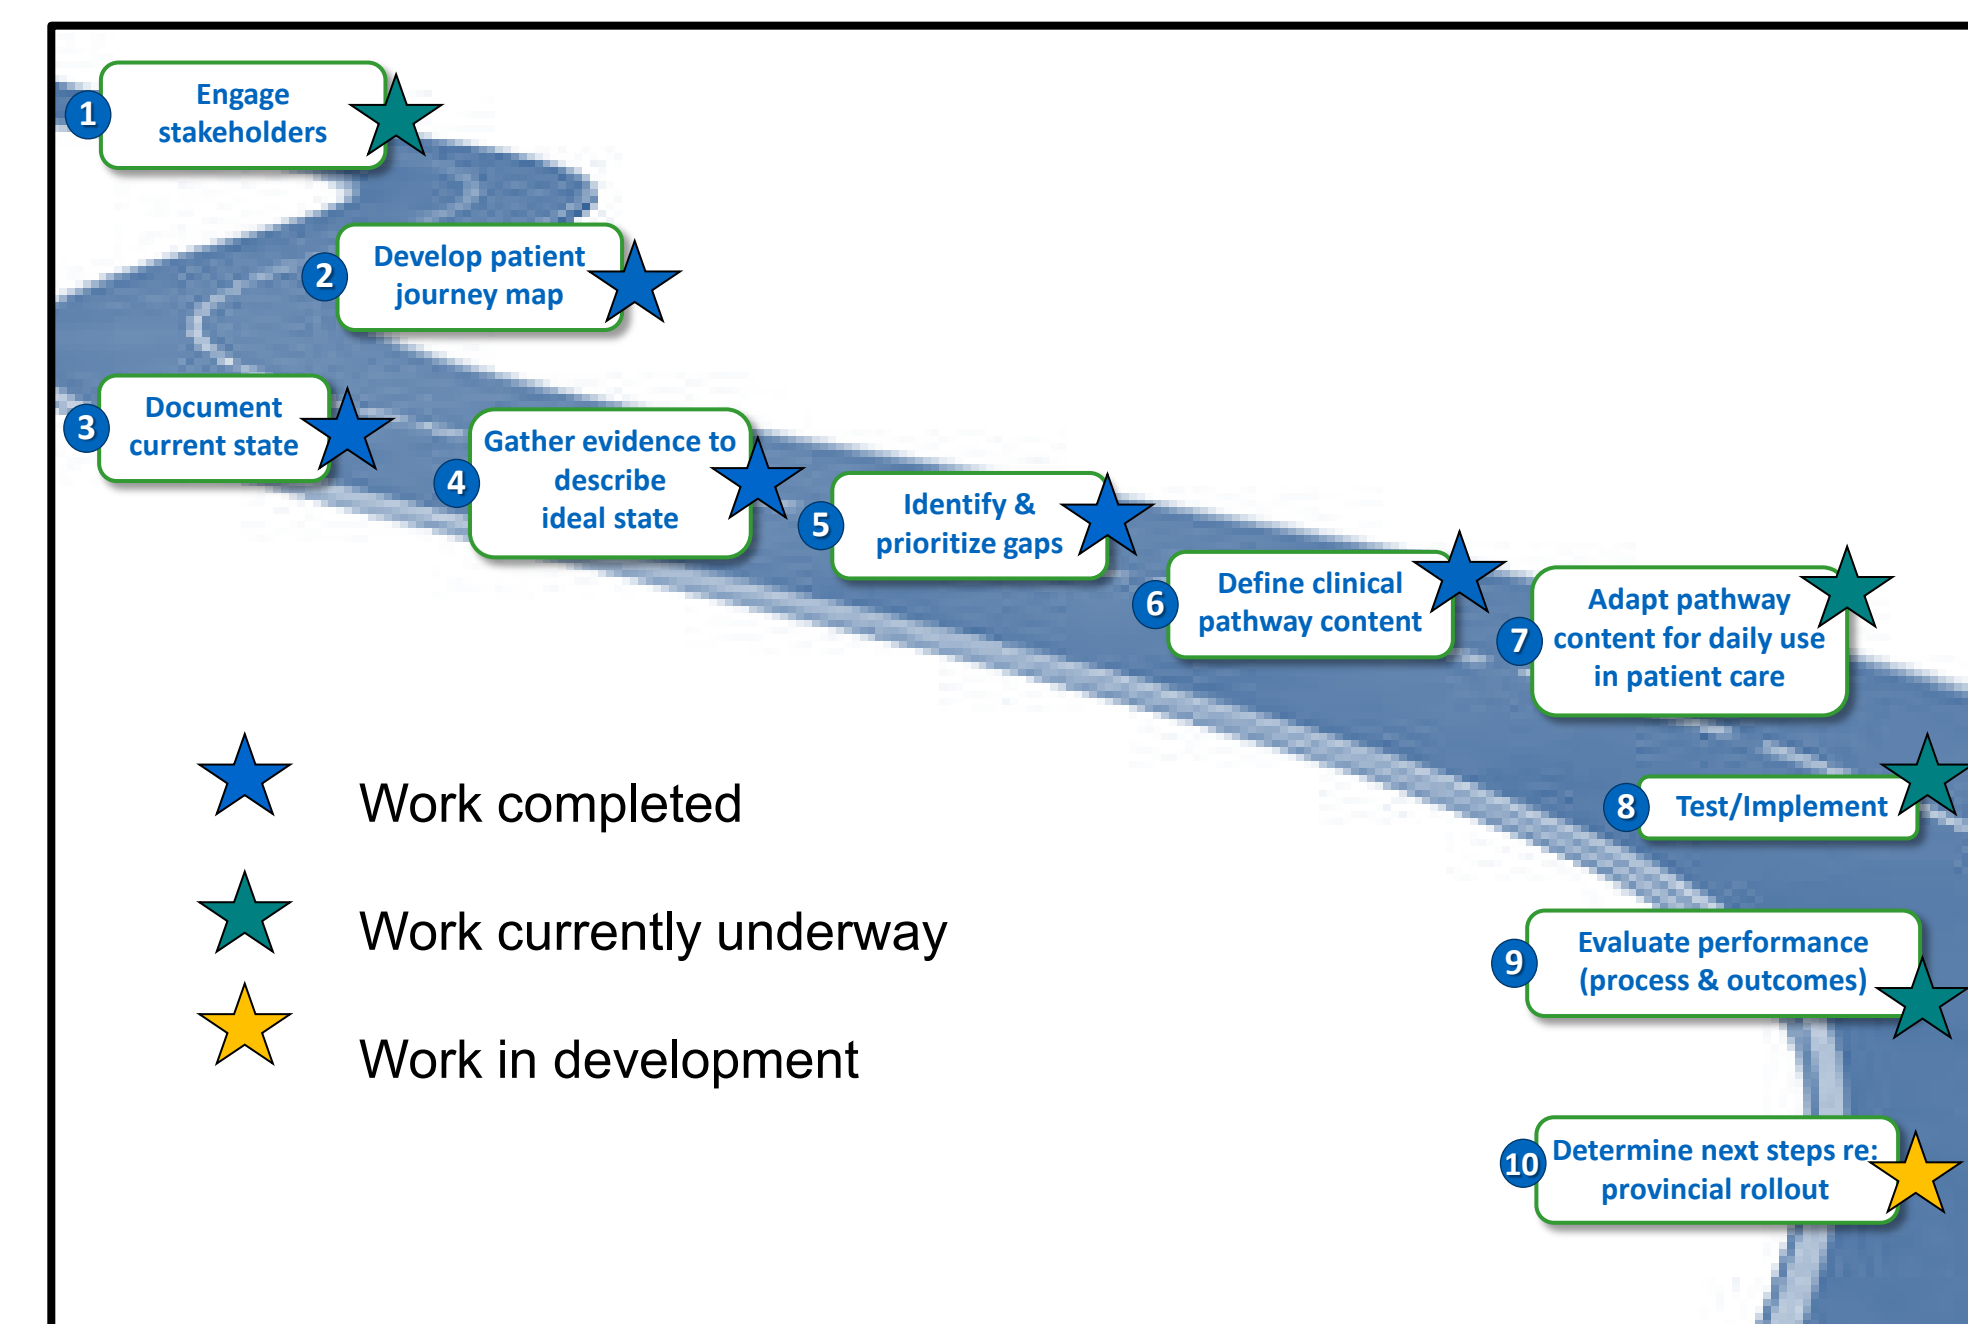 1
Engage
stakeholders
2
Develop patient
journey map
3
Document
current state
4
Gather evidence to
describe
ideal state
5
Identify &
prioritize gaps
6
Define clinical
pathway content
7
Adapt pathway
content for daily use
in patient care
8
Test/Implement
9
Evaluate performance
(process & outcomes)
10
Determine next steps re:
provincial rollout
Work completed
Work currently underway
Work in development